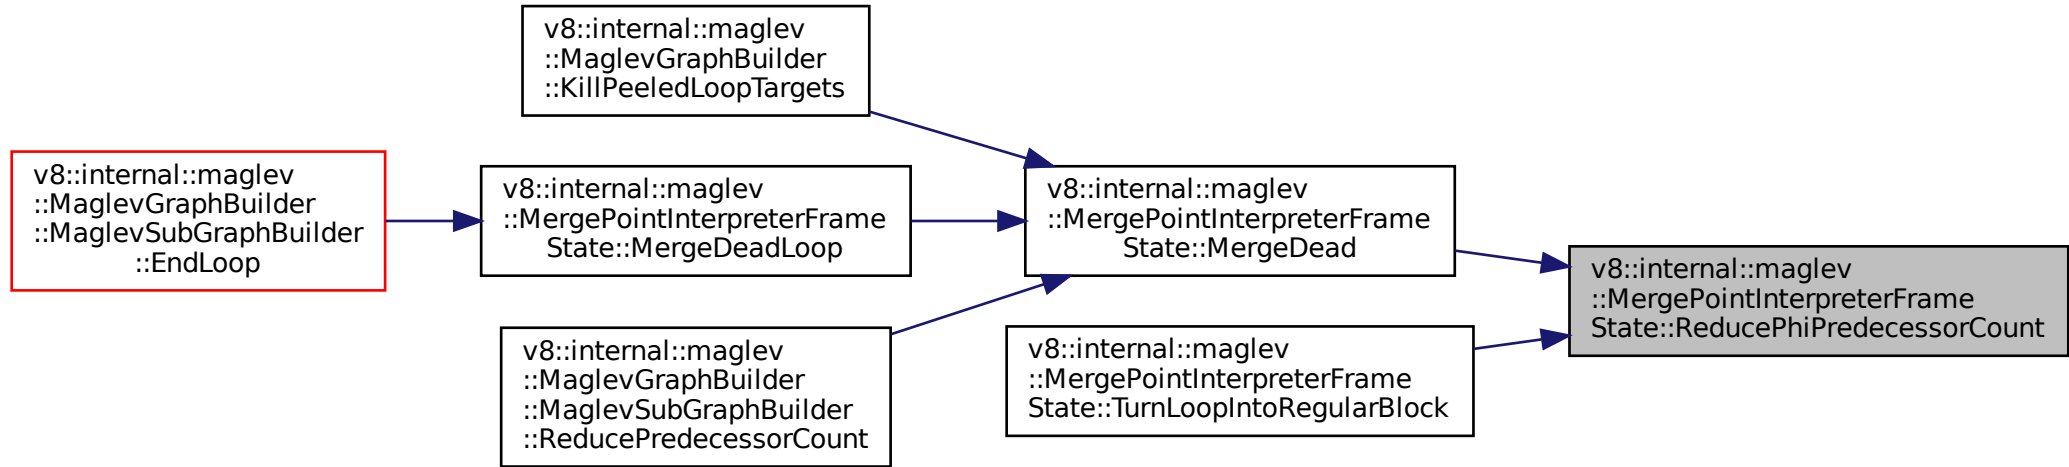 v8::internal::maglev
::MaglevGraphBuilder
::KillPeeledLoopTargets
v8::internal::maglev
::MaglevGraphBuilder
::MaglevSubGraphBuilder
::EndLoop
v8::internal::maglev
::MergePointInterpreterFrame
State::MergeDeadLoop
v8::internal::maglev
::MergePointInterpreterFrame
State::MergeDead
v8::internal::maglev
::MergePointInterpreterFrame
State::ReducePhiPredecessorCount
v8::internal::maglev
::MaglevGraphBuilder
::MaglevSubGraphBuilder
::ReducePredecessorCount
v8::internal::maglev
::MergePointInterpreterFrame
State::TurnLoopIntoRegularBlock